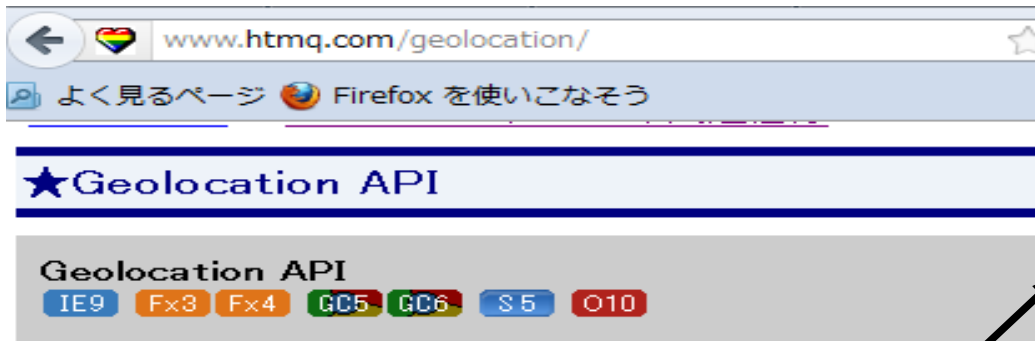 www.htmq.com/geolocation/
よく見るページ Firefox を使いこなそう
★Geolocation API
Geolocation API
IE9 Fx3 Fx4 GC5 GC6 S5 O10